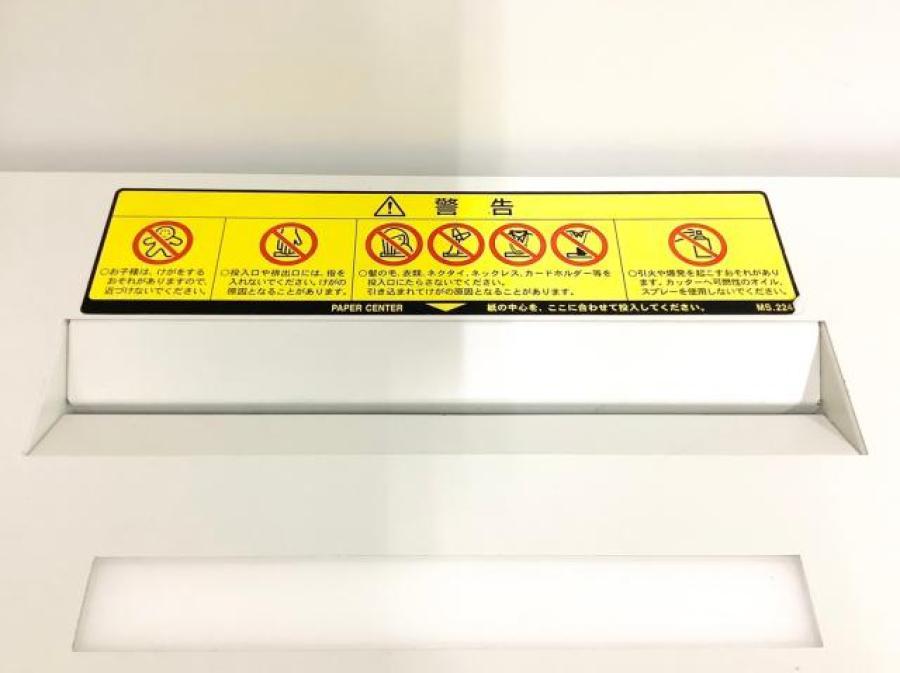 警告
○お子様は、けがをする
おそれがありますので、
近づけないでください。
○投入口や排出口には、指を
入れないでください。けがの
原因となることがあります。
○髪の毛、衣類、ネクタイ、ネックレス、カードホルダー等を
投入口にたらさないでください。
引き込まれてけがの原因となることがあります。
○引火や爆発を起こすおそれがあり
ます。カッターへ可燃性のオイル、
スプレーを使用しないでください。
PAPER CENTER 紙の中心を、ここに合わせて投入してください。 MS.224